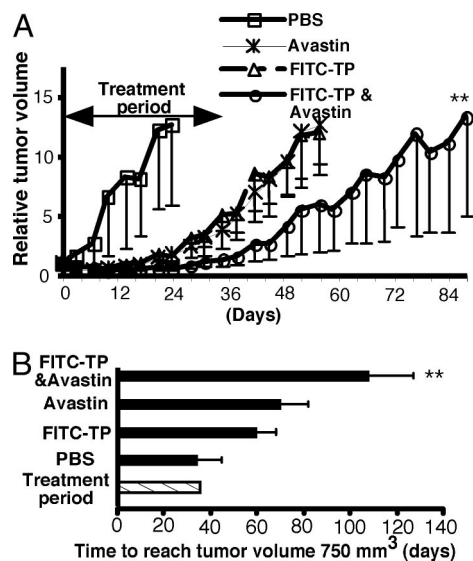 A
PBS
Avastin
FITC-TP
FITC-TP &
Avastin
Treatment
period
**
Relative tumor volume
15
10
5
0
0 12 24 36 48 60 72 84
(Days)
B
FITC-TP
&Avastin
**
Avastin
FITC-TP
PBS
Treatment
period
0 20 40 60 80 100 120 140
Time to reach tumor volume 750 mm³ (days)